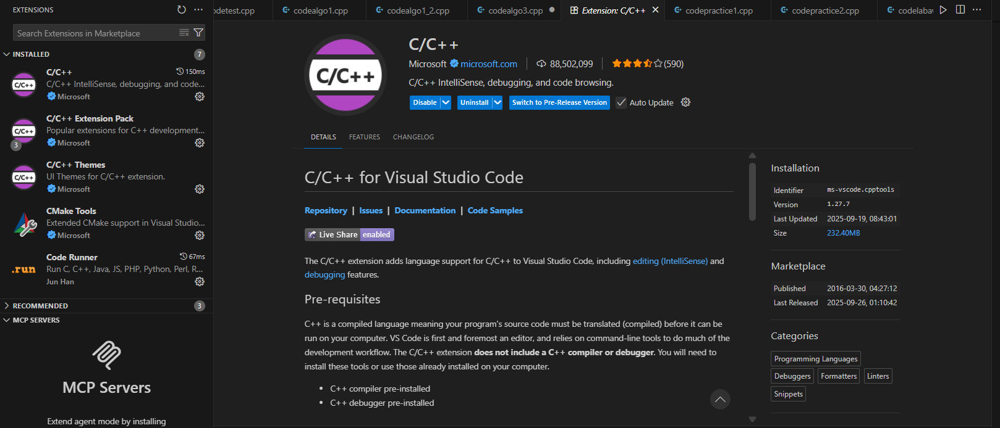 EXTENSIONS
Search Extensions in Marketplace
INSTALLED 7
C/C++ 150ms
C/C++ IntelliSense, debugging, and code...
Microsoft
C/C++ Extension Pack
Popular extensions for C++ development...
3 Microsoft
C/C++ Themes
UI Themes for C/C++ extension.
Microsoft
CMake Tools
Extended CMake support in Visual Studio...
Microsoft
Code Runner 67ms
Run C, C++, Java, JS, PHP, Python, Perl, R...
Jun Han
.run
C/C++
C/C++
C/C++
RECOMMENDED 3
MCP SERVERS
MCP Servers
Extend agent mode by installing
odetest.cpp
codealgo1.cpp
codealgo1_2.cpp
codealgo3.cpp
Extension: C/C++
codepractice1.cpp
codepractice2.cpp
codelabaw
C/C++
C/C++
Microsoft microsoft.com 88,502,099 (590)
C/C++ IntelliSense, debugging, and code browsing.
Disable Uninstall Switch to Pre-Release Version Auto Update
DETAILS FEATURES CHANGELOG
C/C++ for Visual Studio Code
Repository | Issues | Documentation | Code Samples
Live Share enabled
The C/C++ extension adds language support for C/C++ to Visual Studio Code, including editing (IntelliSense) and
debugging features.
Pre-requisites
C++ is a compiled language meaning your program's source code must be translated (compiled) before it can be
run on your computer. VS Code is first and foremost an editor, and relies on command-line tools to do much of the
development workflow. The C/C++ extension does not include a C++ compiler or debugger. You will need to
install these tools or use those already installed on your computer.
• C++ compiler pre-installed
• C++ debugger pre-installed
Installation
Identifier ms-vscode.cpptools
Version 1.27.7
Last Updated 2025-09-19, 08:43:01
Size 232.40MB
Marketplace
Published 2016-03-30, 04:27:12
Last Released 2025-09-26, 01:10:42
Categories
Programming Languages
Debuggers Formatters Linters
Snippets